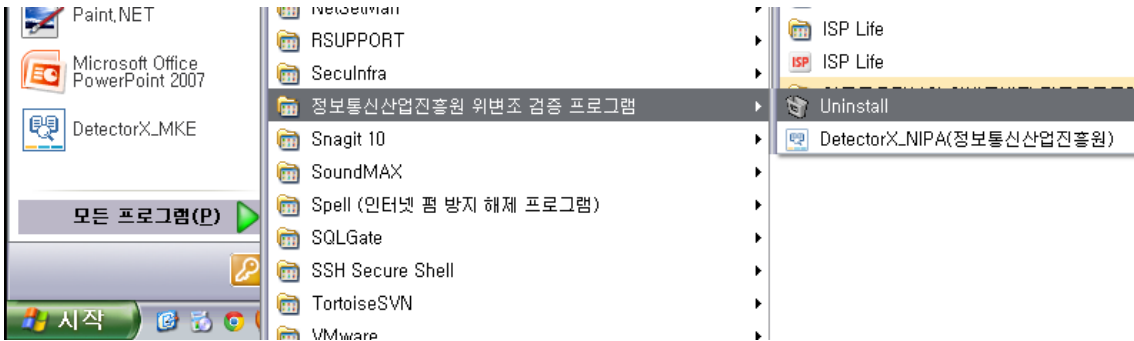 Paint.NET
Microsoft Office
PowerPoint 2007
DetectorX_MKE
모든 프로그램(P)
시작
NetSetMan
RSUPPORT
SecuInfra
정보통신산업진흥원 위변조 검증 프로그램
Snagit 10
SoundMAX
Spell (인터넷 펌 방지 해제 프로그램)
SQLGate
SSH Secure Shell
TortoiseSVN
VMware
ISP Life
ISP
ISP Life
Uninstall
DetectorX_NIPA(정보통신산업진흥원)